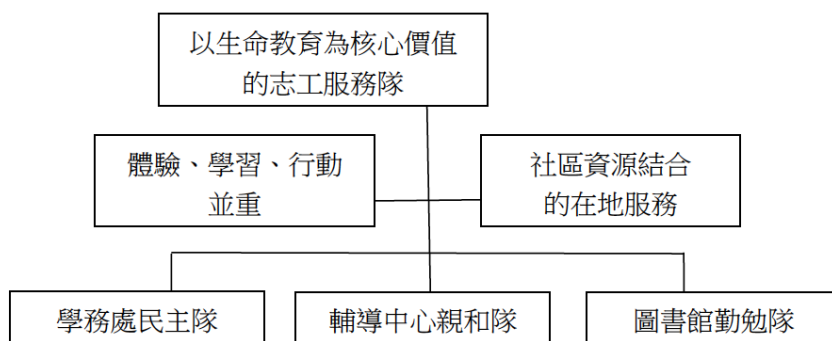 以生命教育為核心價值
的志工服務隊
體驗、學習、行動
並重
社區資源結合
的在地服務
學務處民主隊
輔導中心親和隊
圖書館勤勉隊